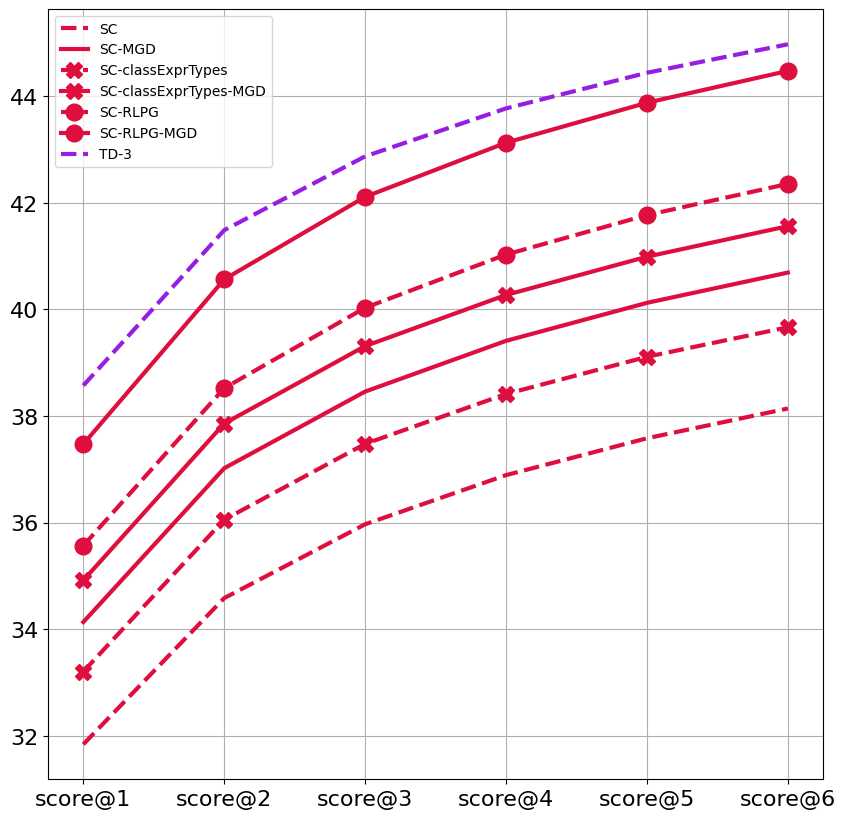 SC
SC-MGD
SC-classExprTypes
SC-classExprTypes-MGD
SC-RLPG
SC-RLPG-MGD
TD-3
44
42
40
38
36
34
32
score@1 score@2 score@3 score@4 score@5 score@6